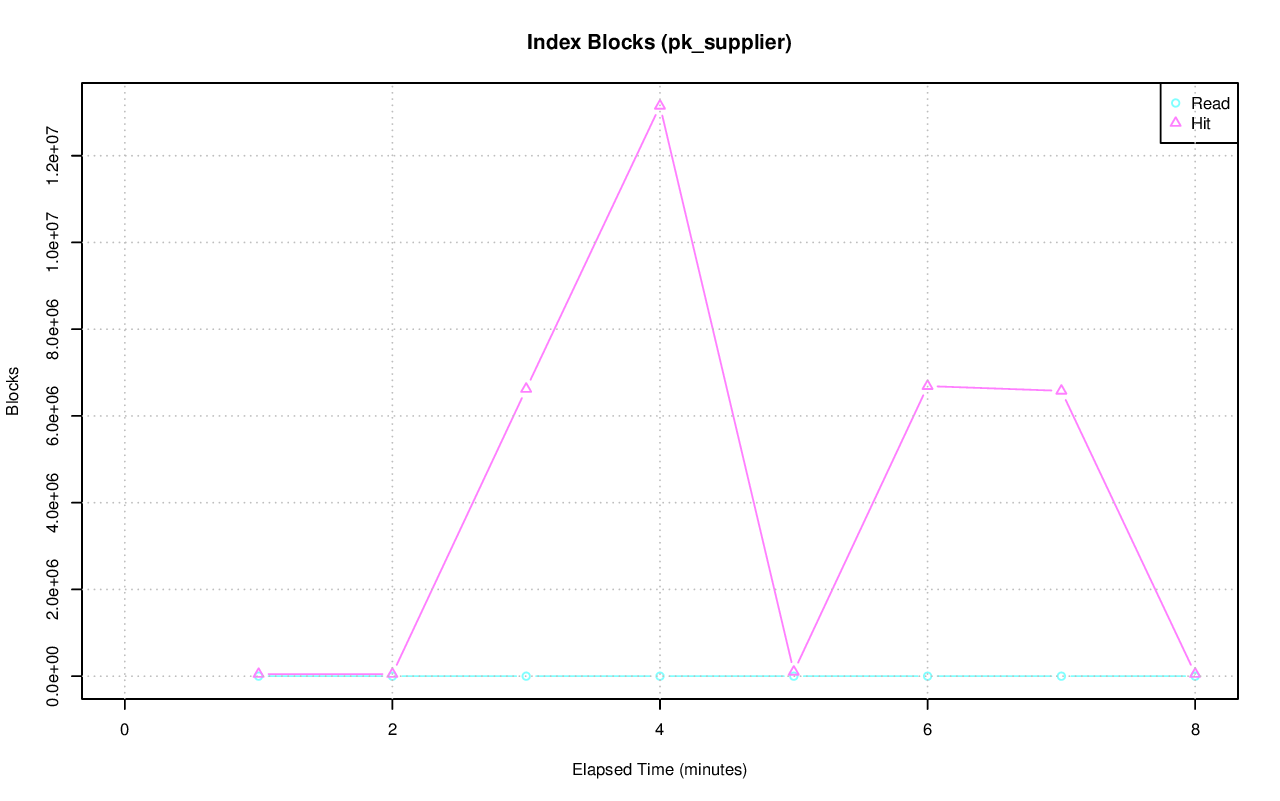 Index Blocks (pk_supplier)
Read
Hit
Blocks
1.2e+07
1.0e+07
8.0e+06
6.0e+06
4.0e+06
2.0e+06
0.0e+00
0 2 4 6 8
Elapsed Time (minutes)